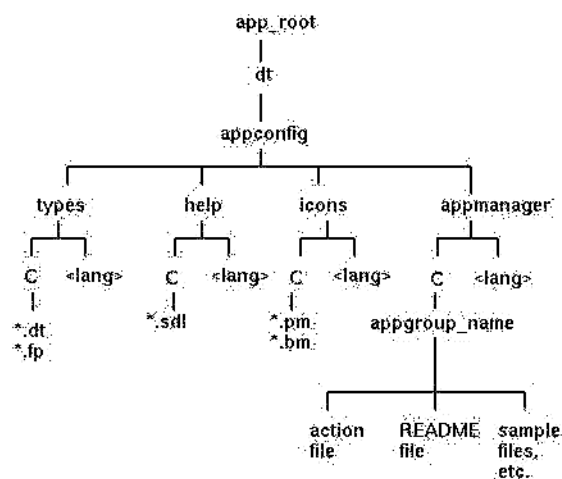 app_root
dt
appconfig
types help icons appmanager
C <lang> C <lang> C <lang> C <lang>
*.dt *.sdl *.pm appgroup_name
*.fp *.bm
action README sample
file file files,
etc.